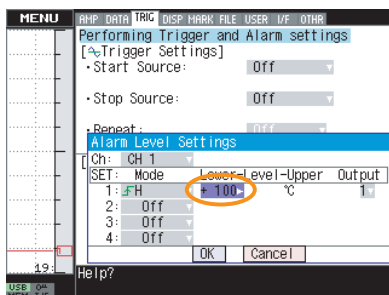 MENU AMP DATA TRIG DISP MARK FILE USER I/F OTHR
Performing Trigger and Alarm settings
[Trigger Settings]
・Start Source: Off
・Stop Source: Off
・Repeat: Off
Alarm Level Settings
[ Ch: CH 1
SET: Mode Lower-Level-Upper Output
1: H + 100 ℃ 1
2: Off
3: Off
4: Off
OK Cancel
19:
Help?
USB